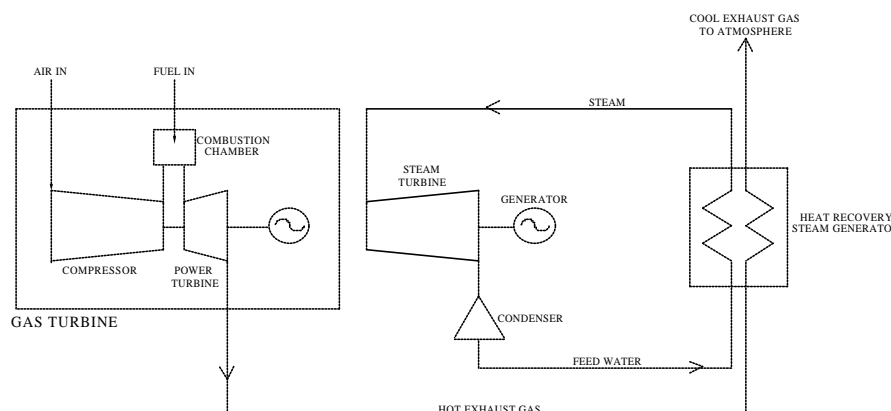 COOL EXHAUST GAS
TO ATMOSPHERE
AIR IN
FUEL IN
STEAM
COMBUSTION
CHAMBER
STEAM
TURBINE
GENERATOR
HEAT RECOVERY
STEAM GENERATO
COMPRESSOR
POWER
TURBINE
GAS TURBINE
CONDENSER
FEED WATER
HOT EXHAUST GAS